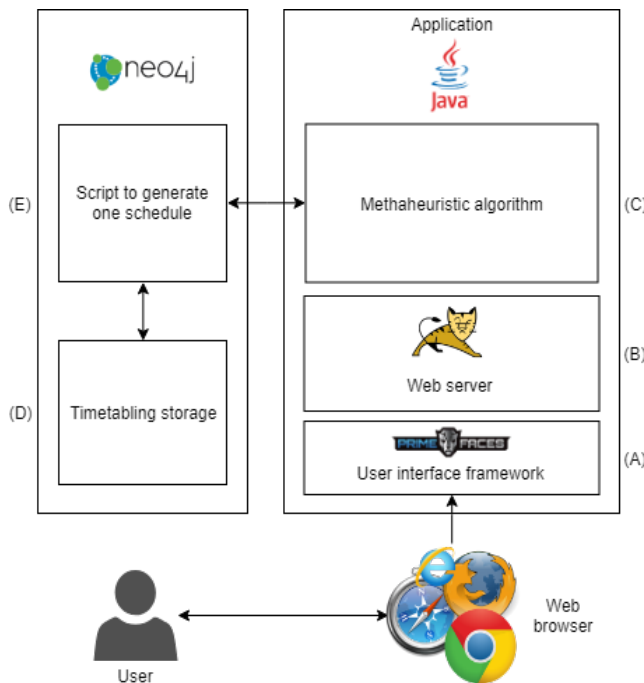 Application
neo4j
Java
(E)
Script to generate
one schedule
Methaheuristic algorithm
(C)
Web server
(B)
(D)
Timetabling storage
PRIME FACES
User interface framework
(A)
Web
browser
User